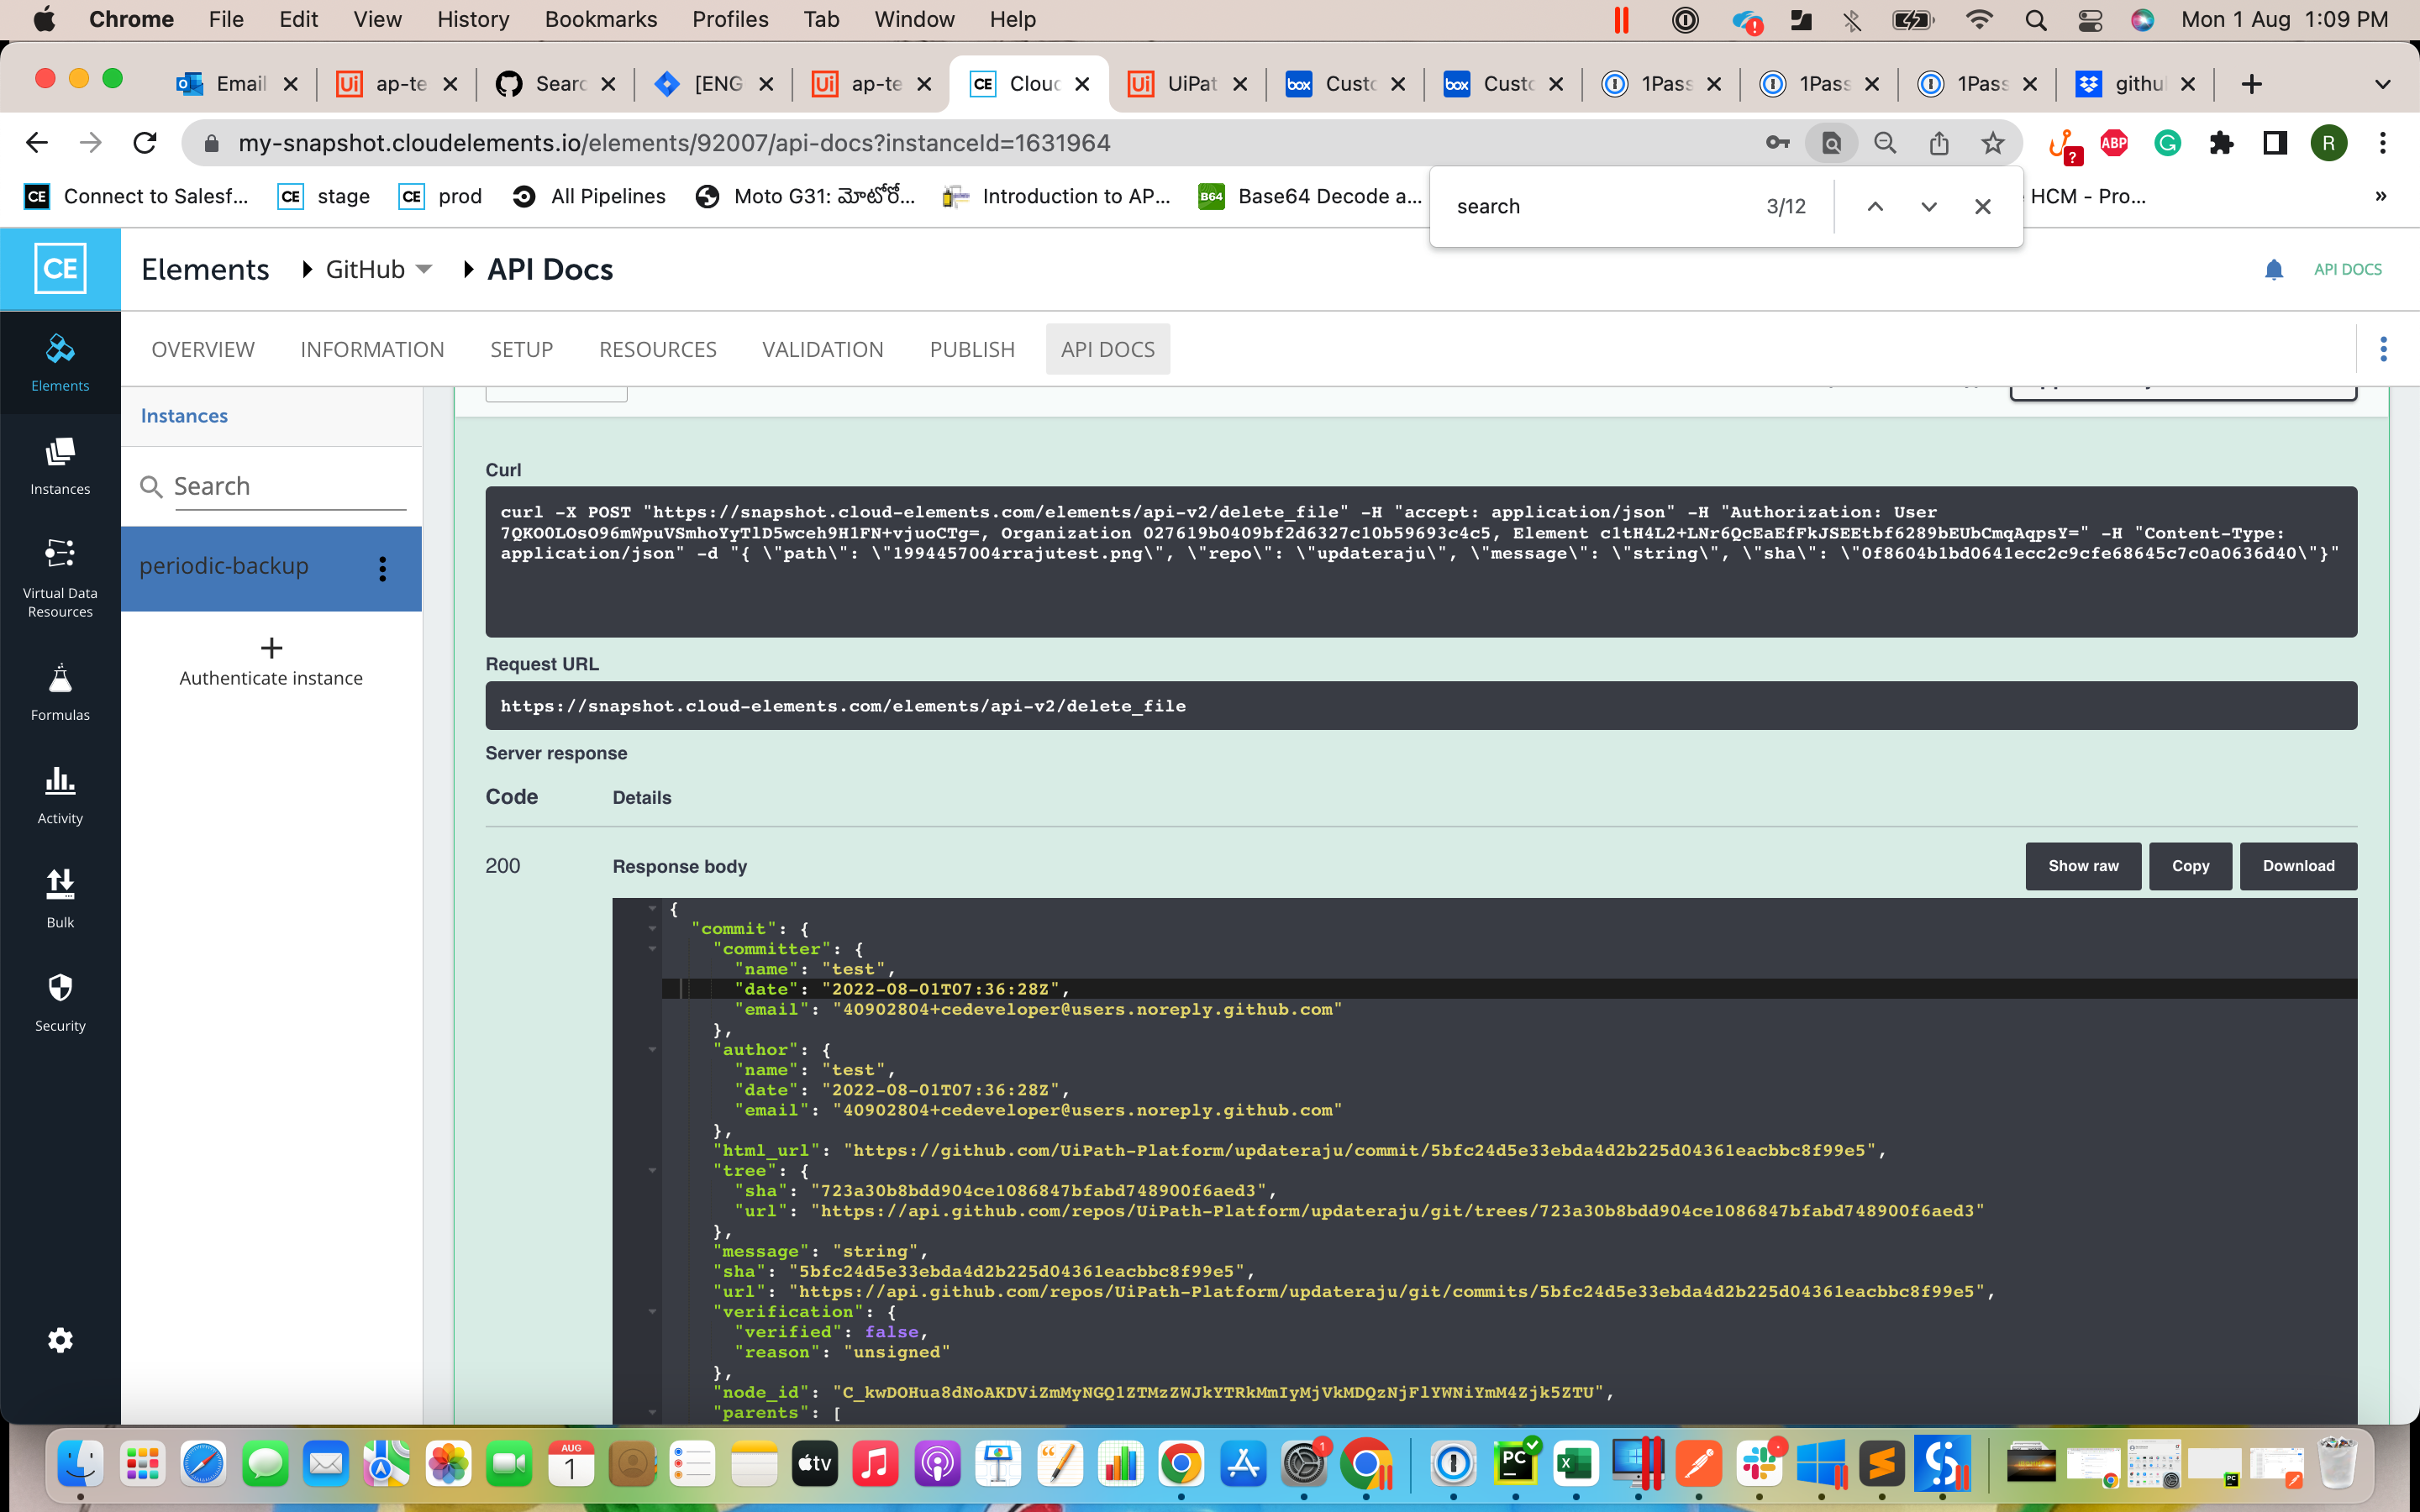 Chrome File Edit View History Bookmarks Profiles Tab Window Help Mon 1 Aug 1:09 PM
Email ap-te Searc [ENG ap-te Clouc UiPat Custo Custo 1Pass 1Pass 1Pass githu
my-snapshot.cloudelements.io/elements/92007/api-docs?instanceId=1631964
Connect to Salesf... stage prod All Pipelines Moto G31: మోటోరో... Introduction to AP... Base64 Decode a... HCM - Pro...
search 3/12
CE Elements GitHub API Docs API DOCS
OVERVIEW INFORMATION SETUP RESOURCES VALIDATION PUBLISH API DOCS
Elements
Instances
Virtual Data
Resources
Formulas
Activity
Bulk
Security
Instances
Search
periodic-backup
Authenticate instance
Curl
curl -X POST "https://snapshot.cloud-elements.com/elements/api-v2/delete_file" -H "accept: application/json" -H "Authorization: User
7QKO0LOsO96mWpuVSmhoYyTlD5wceh9H1FN+vjuoCTg=, Organization 027619b0409bf2d6327c10b59693c4c5, Element c1tH4L2+LNr6QcEaEfFkJSEEtbf6289bEUbCmqAqpsY=" -H "Content-Type:
application/json" -d "{ \"path\": \"1994457004rrajutest.png\", \"repo\": \"updateraju\", \"message\": \"string\", \"sha\": \"0f8604b1bd0641ecc2c9cfe68645c7c0a0636d40\"}"
Request URL
https://snapshot.cloud-elements.com/elements/api-v2/delete_file
Server response
Code Details
200 Response body Show raw Copy Download
{
"commit": {
"committer": {
"name": "test",
"date": "2022-08-01T07:36:28Z",
"email": "40902804+cedeveloper@users.noreply.github.com"
},
"author": {
"name": "test",
"date": "2022-08-01T07:36:28Z",
"email": "40902804+cedeveloper@users.noreply.github.com"
},
"html_url": "https://github.com/UiPath-Platform/updateraju/commit/5bfc24d5e33ebda4d2b225d04361eacbbc8f99e5",
"tree": {
"sha": "723a30b8bdd904ce1086847bfabd748900f6aed3",
"url": "https://api.github.com/repos/UiPath-Platform/updateraju/git/trees/723a30b8bdd904ce1086847bfabd748900f6aed3"
},
"message": "string",
"sha": "5bfc24d5e33ebda4d2b225d04361eacbbc8f99e5",
"url": "https://api.github.com/repos/UiPath-Platform/updateraju/git/commits/5bfc24d5e33ebda4d2b225d04361eacbbc8f99e5",
"verification": {
"verified": false,
"reason": "unsigned"
},
"node_id": "C_kwDOHua8dNoAKDViZmMyNGQ1ZTMzZWJkYTRkMmIyMjVkMDQzNjFlYWNiYmM4Zjk5ZTU",
"parents": [